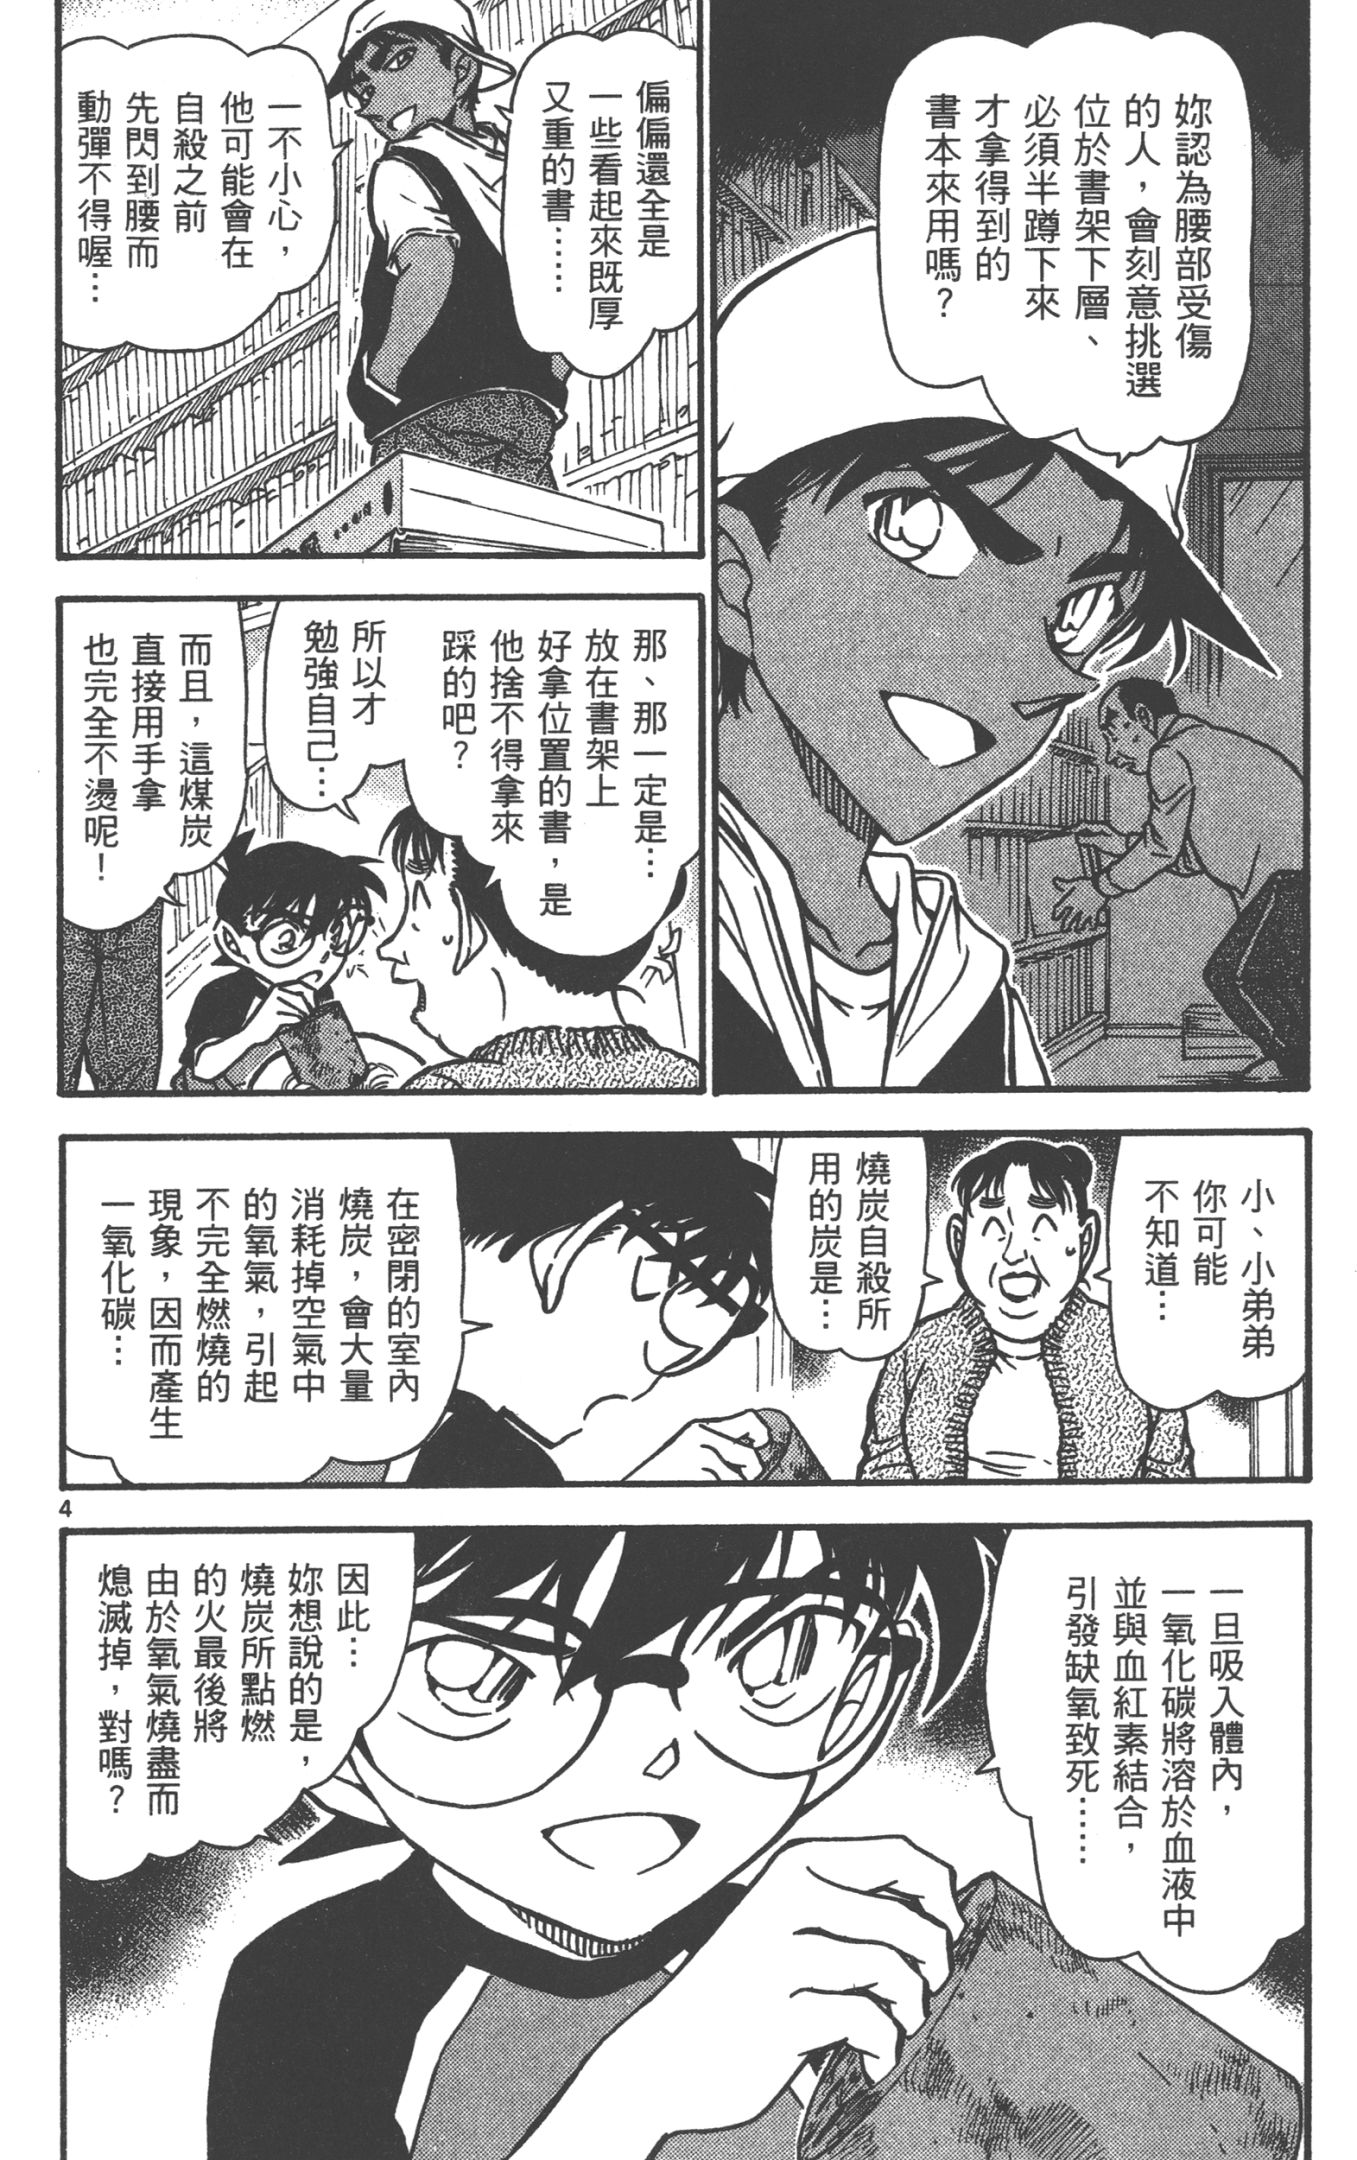 妳認為腰部受傷
的人，會刻意挑選
位於書架下層、
必須半蹲下來
才拿得到的
書本來用嗎？
偏偏還全是
一些看起來既厚
又重的書……
一不小心，
他可能會在
自殺之前
先閃到腰而
動彈不得喔…
那、那一定是…
放在書架上
好拿位置的書，是
他捨不得拿來
踩的吧？
所以才
勉強自己…
而且，這煤炭
直接用手拿
也完全不燙呢！
小、小弟弟
你可能
不知道…
燒炭自殺所
用的炭是…
在密閉的室內
燒炭，會大量
消耗掉空氣中
的氧氣，引起
不完全燃燒的
現象，因而產生
一氧化碳…
一旦吸入體內，
一氧化碳將溶於血液中
並與血紅素結合，
引發缺氧致死……
因此…
妳想說的是，
燒炭所點燃
的火最後將
由於氧氣燒盡而
熄滅掉，對嗎？
4